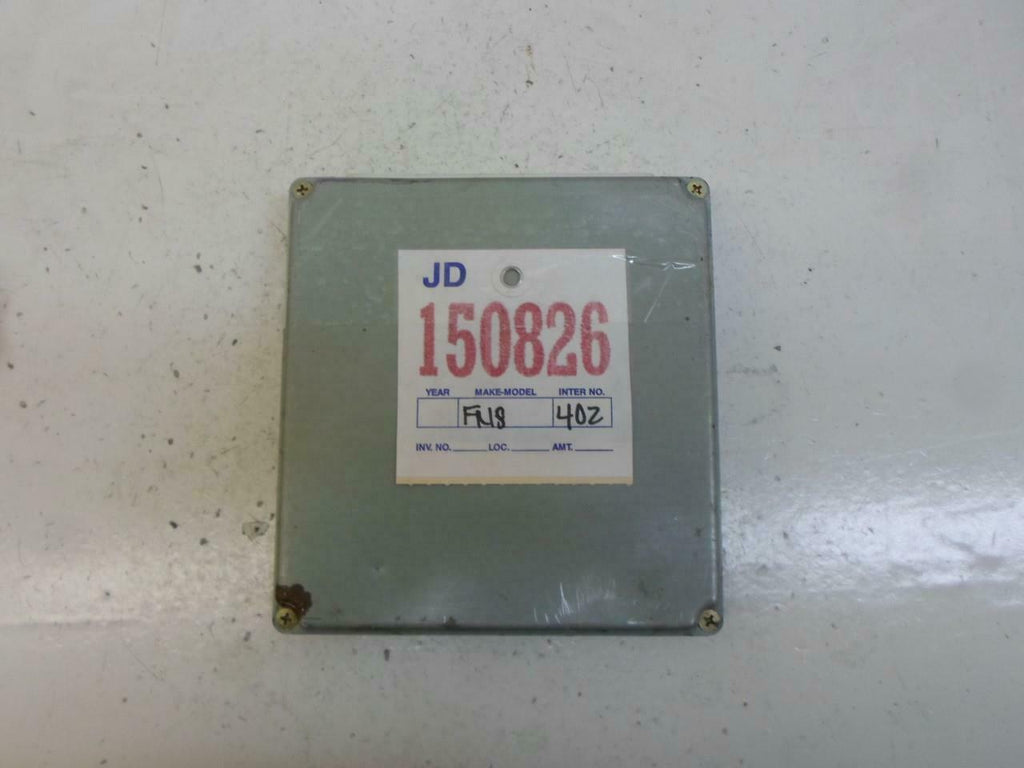 JD
150826
YEAR MAKE-MODEL INTER NO.
FN18 402
INV. NO. LOC. AMT.